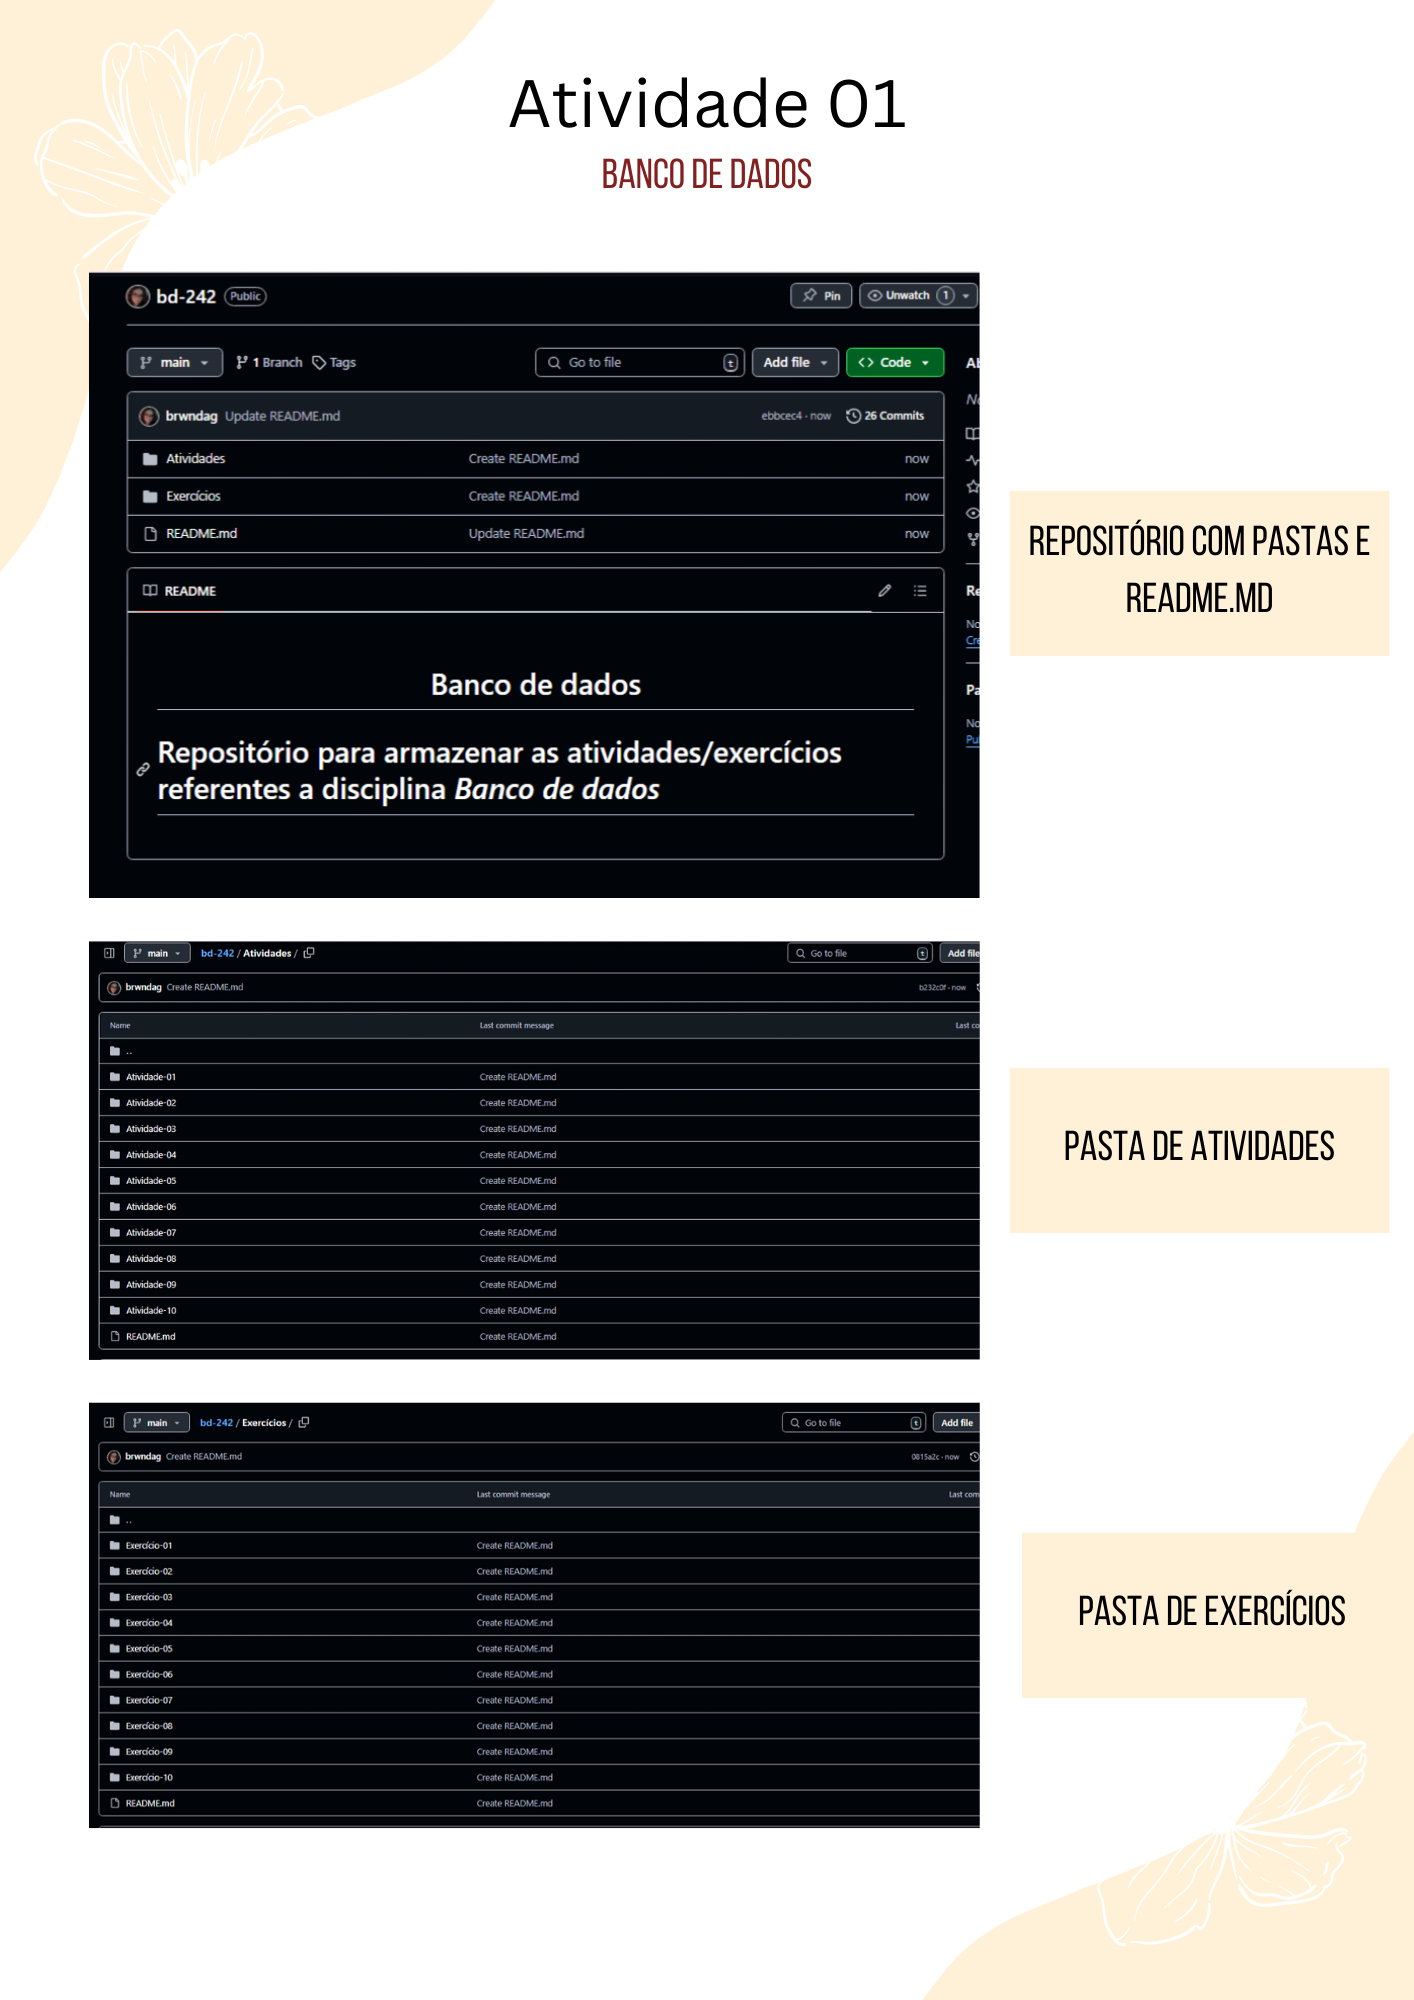 Atividade 01
BANCO DE DADOS
bd-242 Public Pin Unwatch 1
main 1 Branch Tags Go to file t Add file Code
brwndag Update README.md ebbcec4 · now 26 Commits
Atividades Create README.md now
Exercícios Create README.md now
README.md Update README.md now
README
Banco de dados
Repositório para armazenar as atividades/exercícios
referentes a disciplina Banco de dados
REPOSITÓRIO COM PASTAS E
README.MD
main bd-242 / Atividades / Go to file t Add file
brwndag Create README.md b232c0f · now
Name Last commit message Last co
..
Atividade-01 Create README.md
Atividade-02 Create README.md
Atividade-03 Create README.md
Atividade-04 Create README.md
Atividade-05 Create README.md
Atividade-06 Create README.md
Atividade-07 Create README.md
Atividade-08 Create README.md
Atividade-09 Create README.md
Atividade-10 Create README.md
README.md Create README.md
PASTA DE ATIVIDADES
main bd-242 / Exercícios / Go to file t Add file
brwndag Create README.md 0815a2c · now
Name Last commit message Last com
..
Exercício-01 Create README.md
Exercício-02 Create README.md
Exercício-03 Create README.md
Exercício-04 Create README.md
Exercício-05 Create README.md
Exercício-06 Create README.md
Exercício-07 Create README.md
Exercício-08 Create README.md
Exercício-09 Create README.md
Exercício-10 Create README.md
README.md Create README.md
PASTA DE EXERCÍCIOS